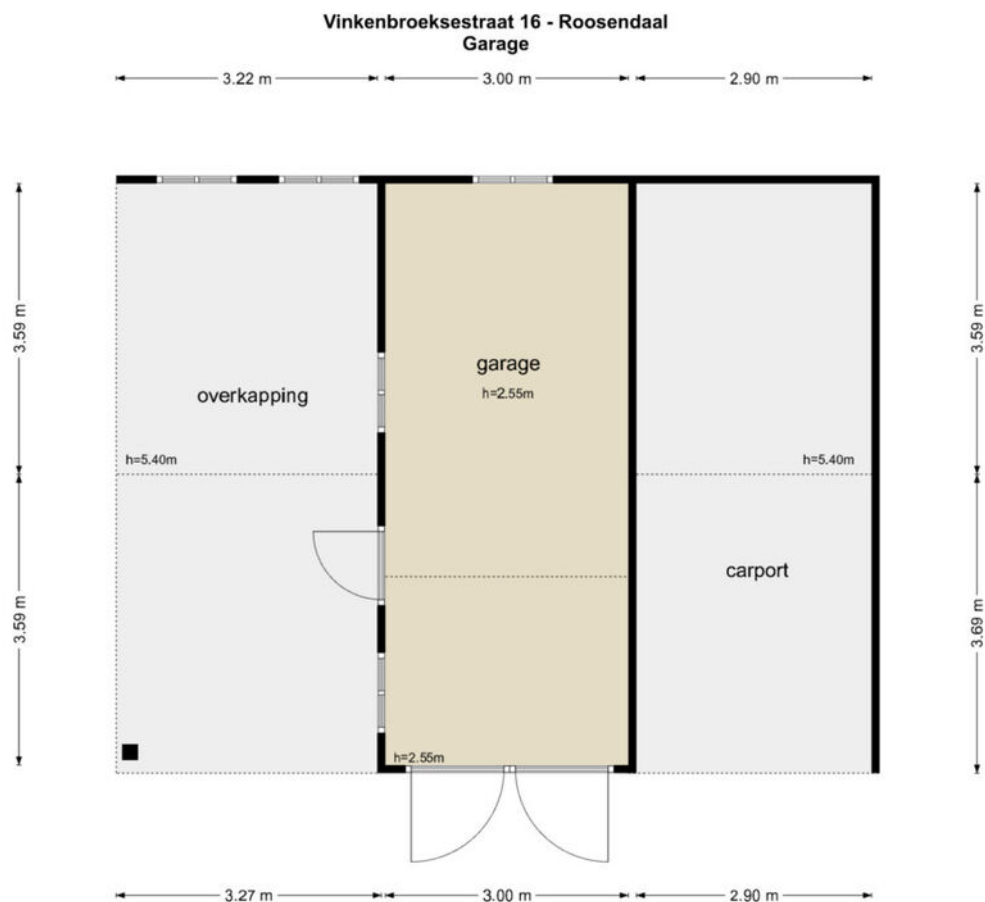 Vinkenbroeksestraat 16 - Roosendaal
Garage
3.22 m
3.00 m
2.90 m
3.59 m
3.59 m
garage
h=2.55m
overkapping
h=5.40m
h=5.40m
carport
3.59 m
3.69 m
h=2.55m
3.27 m
3.00 m
2.90 m